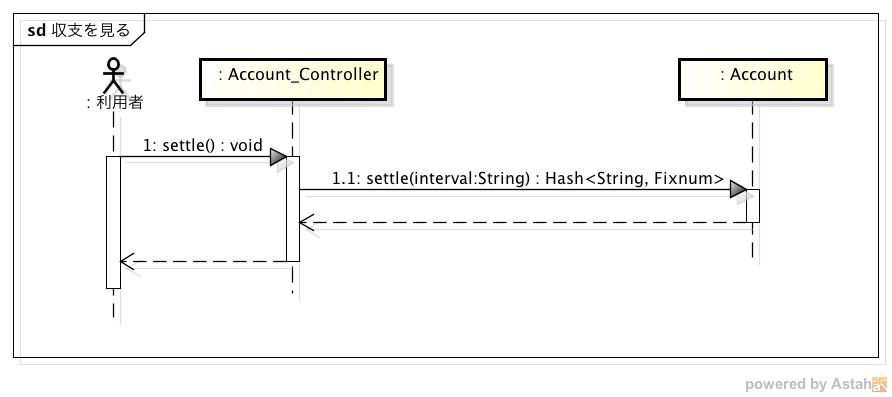 sd 収支を見る
: 利用者
: Account_Controller
: Account
1: settle() : void
1.1: settle(interval:String) : Hash<String, Fixnum>
powered by Astah